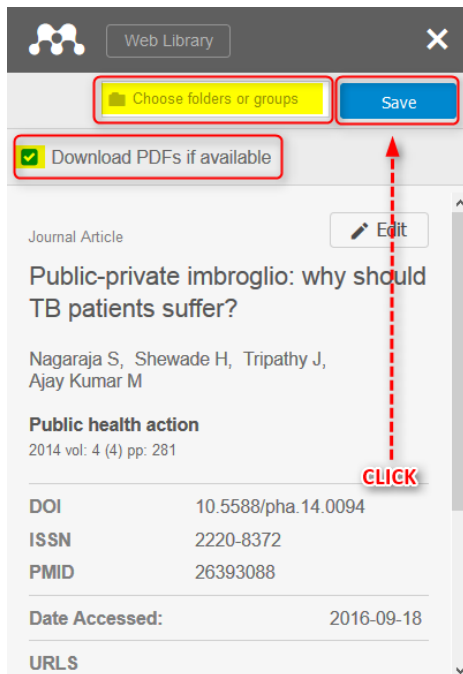 Web Library
Choose folders or groups
Save
Download PDFs if available
Journal Article
Edit
Public-private imbroglio: why should
TB patients suffer?
Nagaraja S, Shewade H, Tripathy J,
Ajay Kumar M
Public health action
2014 vol: 4 (4) pp: 281
CLICK
DOI 10.5588/pha.14.0094
ISSN 2220-8372
PMID 26393088
Date Accessed: 2016-09-18
URLS